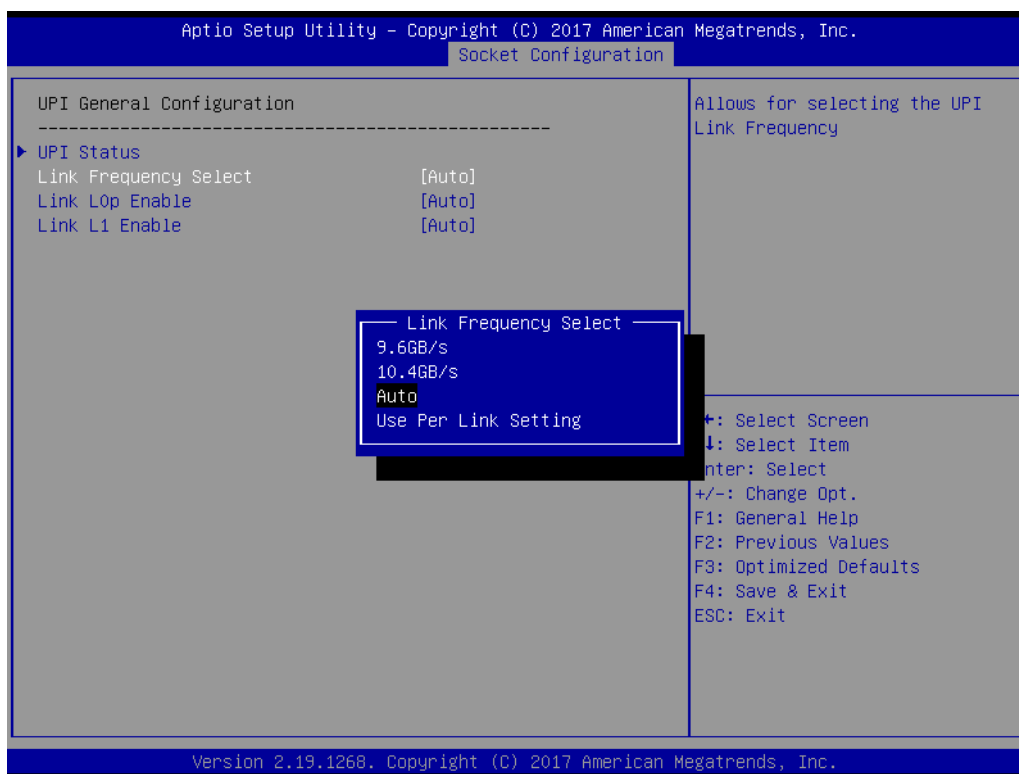 Aptio Setup Utility – Copyright (C) 2017 American Megatrends, Inc.
Socket Configuration
UPI General Configuration
--------------------------------------------------
UPI Status
Link Frequency Select [Auto]
Link L0p Enable [Auto]
Link L1 Enable [Auto]
Allows for selecting the UPI
Link Frequency
Link Frequency Select
9.6GB/s
10.4GB/s
Auto
Use Per Link Setting
: Select Screen
: Select Item
nter: Select
+/-: Change Opt.
F1: General Help
F2: Previous Values
F3: Optimized Defaults
F4: Save & Exit
ESC: Exit
Version 2.19.1268. Copyright (C) 2017 American Megatrends, Inc.